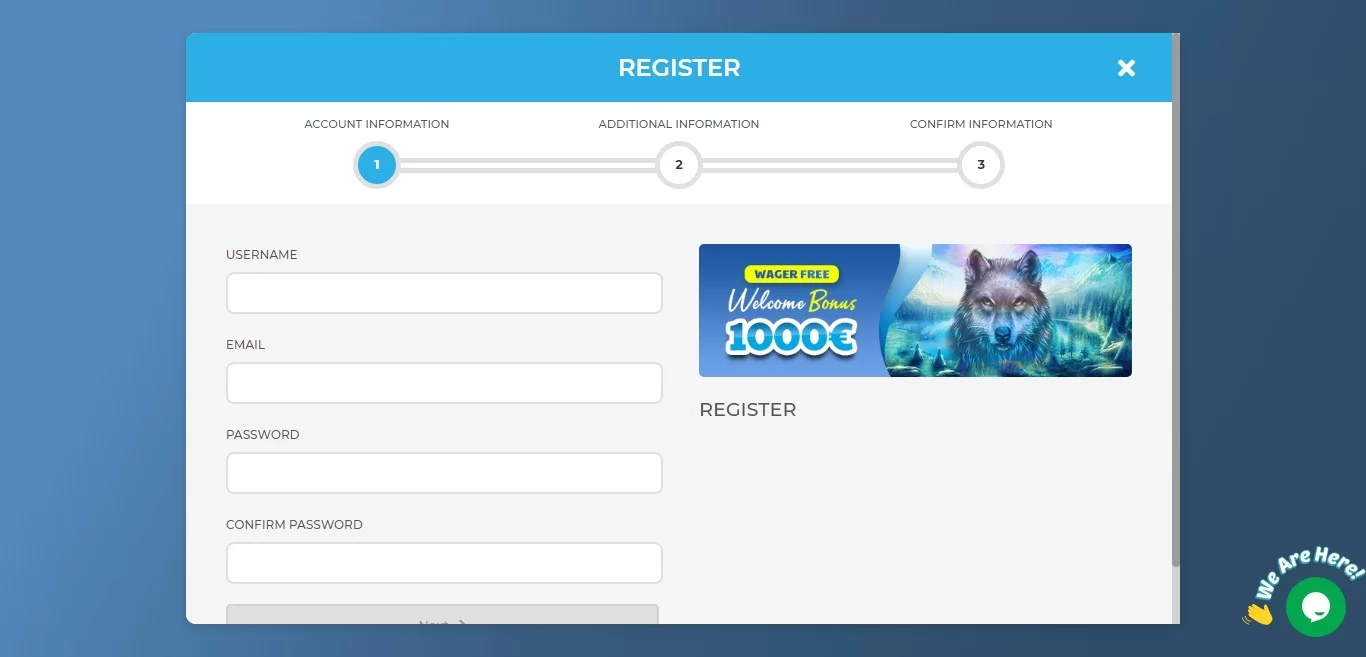 REGISTER
ACCOUNT INFORMATION
ADDITIONAL INFORMATION
CONFIRM INFORMATION
1
2
3
USERNAME
EMAIL
PASSWORD
CONFIRM PASSWORD
Next
WAGER FREE
Welcome Bonus
1000€
REGISTER
We Are Here!